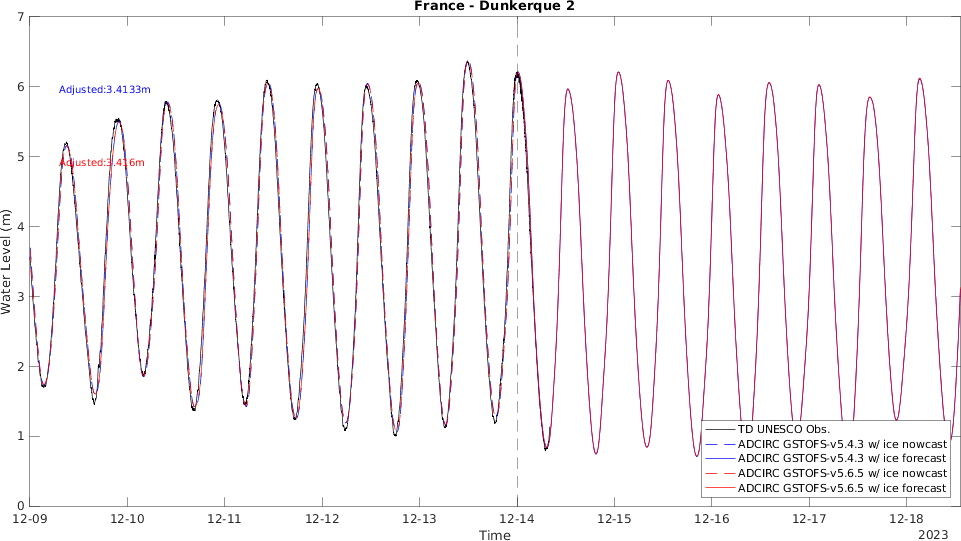 France - Dunkerque 2
7
6
5
4
3
2
1
0
Water Level (m)
Adjusted:3.4133m
Adjusted:3.416m
TD UNESCO Obs.
ADCIRC GSTOFS-v5.4.3 w/ ice nowcast
ADCIRC GSTOFS-v5.4.3 w/ ice forecast
ADCIRC GSTOFS-v5.6.5 w/ ice nowcast
ADCIRC GSTOFS-v5.6.5 w/ ice forecast
12-09 12-10 12-11 12-12 12-13 12-14 12-15 12-16 12-17 12-18
Time
2023